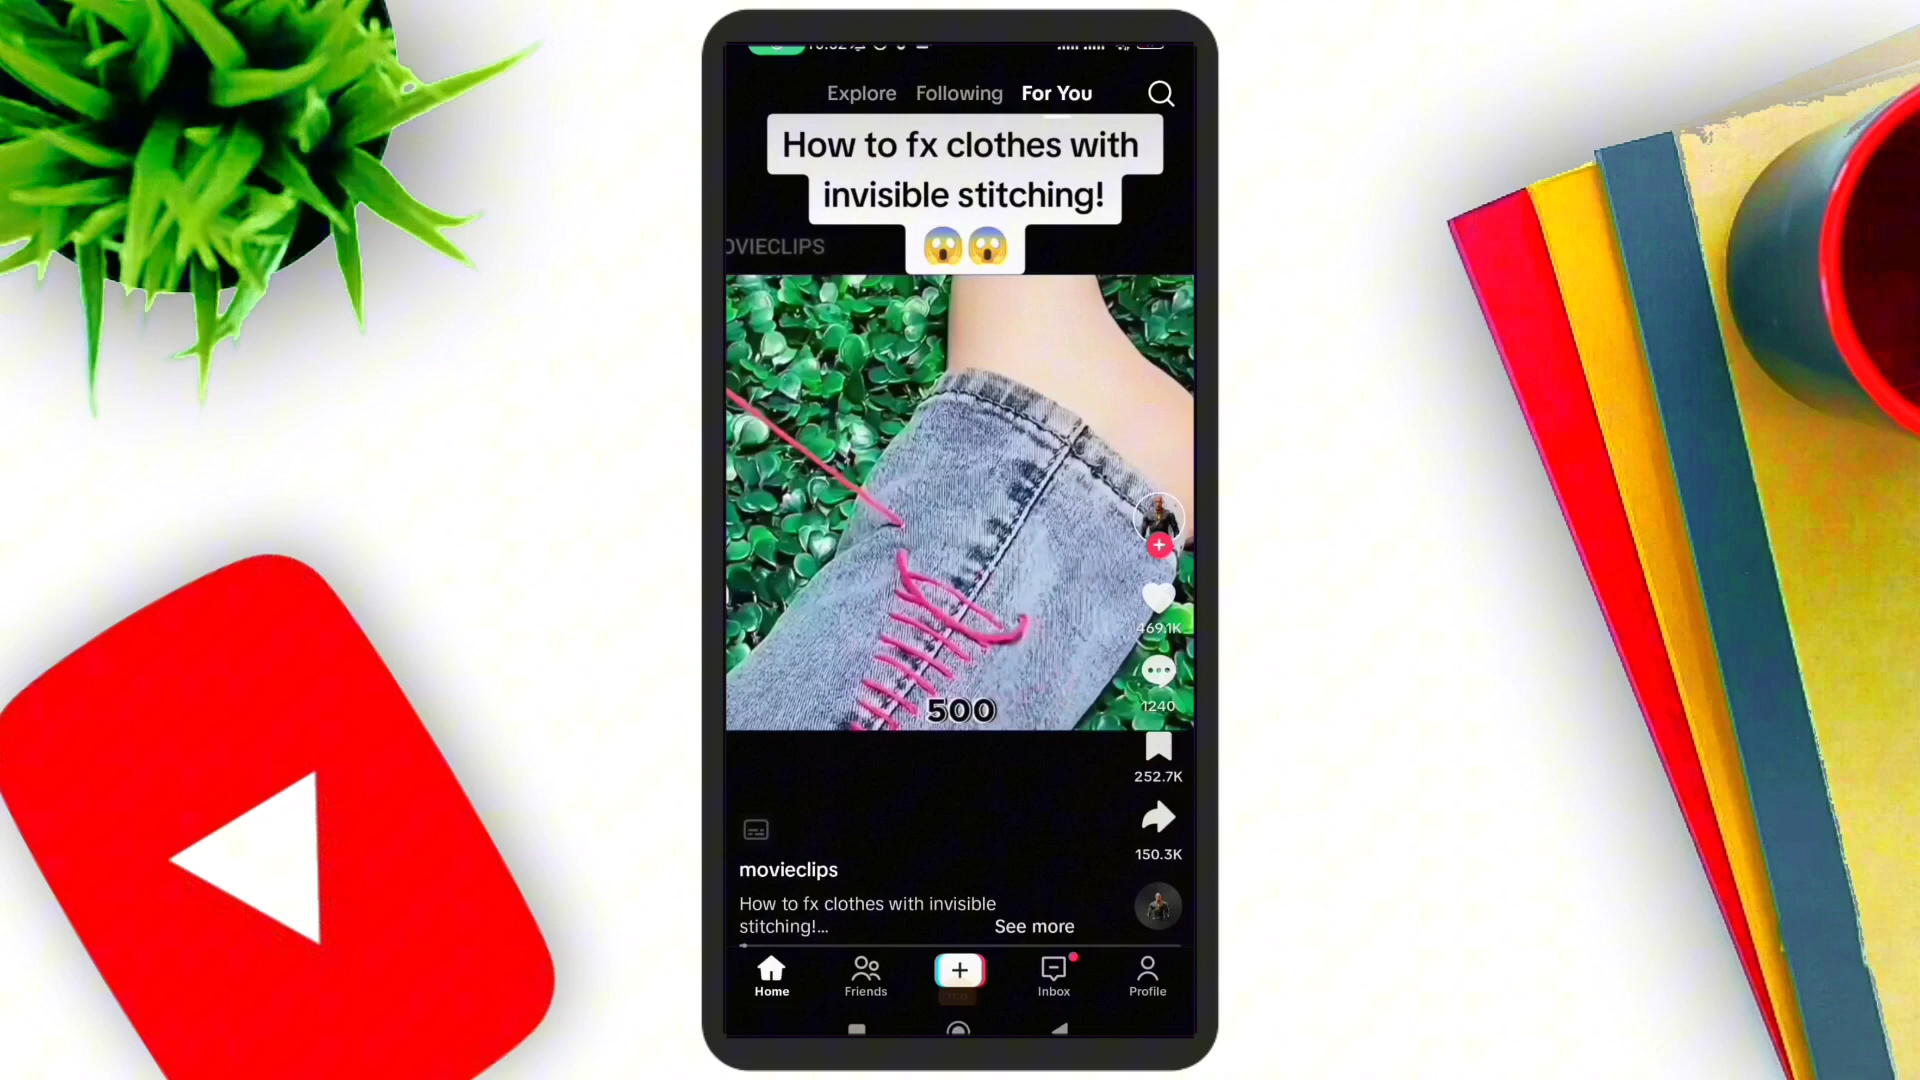 Explore Following For You
How to fx clothes with
invisible stitching!
😱😱
OVIECLIPS
500
469.1K
1240
252.7K
150.3K
movieclips
How to fx clothes with invisible
stitching!... See more
Home Friends Inbox Profile